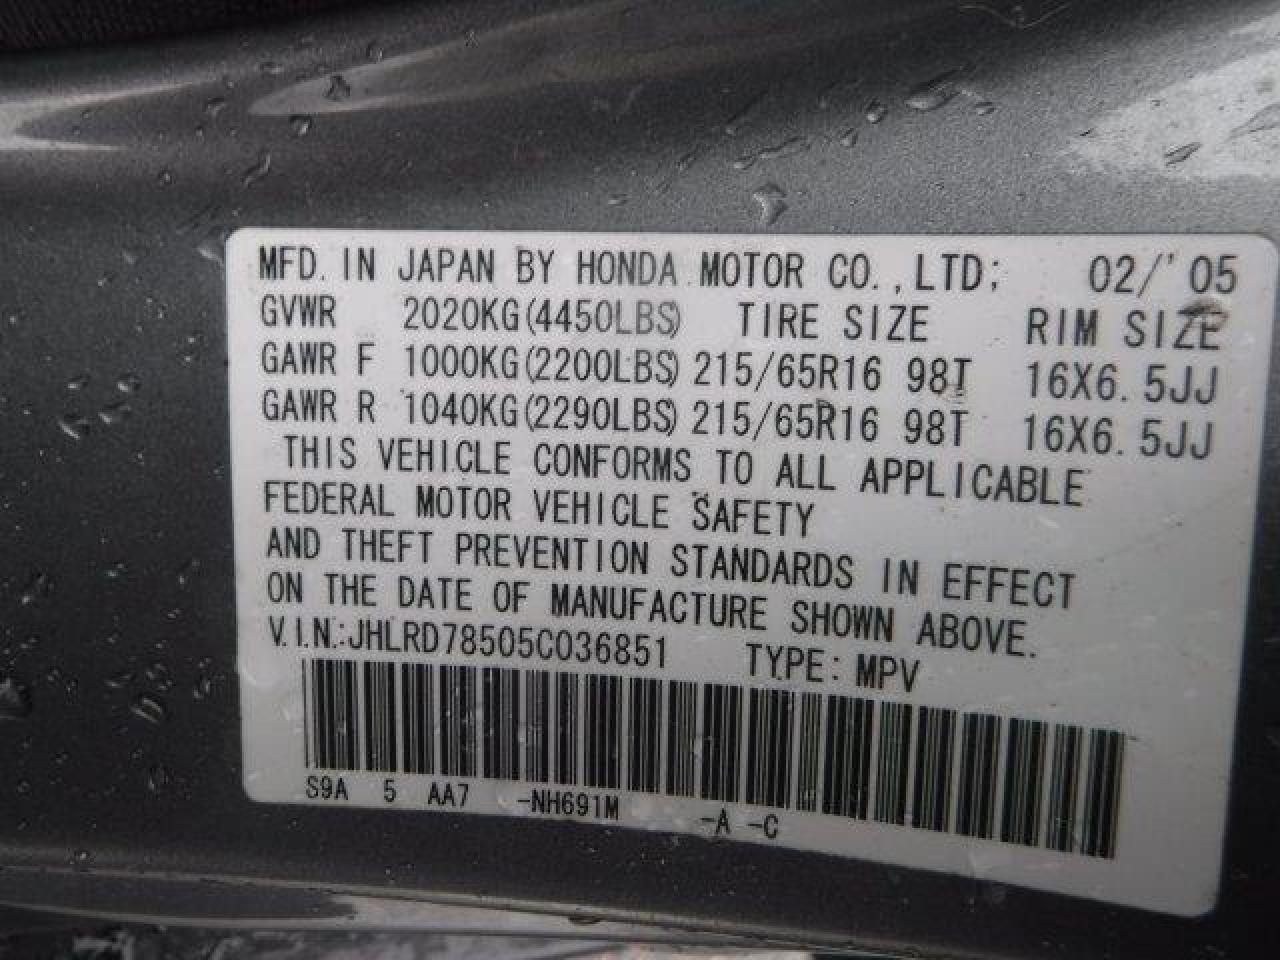 MFD. IN JAPAN BY HONDA MOTOR CO., LTD; 02/'05
GVWR 2020KG(4450LBS) TIRE SIZE RIM SIZE
GAWR F 1000KG(2200LBS) 215/65R16 98T 16X6.5JJ
GAWR R 1040KG(2290LBS) 215/65R16 98T 16X6.5JJ
THIS VEHICLE CONFORMS TO ALL APPLICABLE
FEDERAL MOTOR VEHICLE SAFETY
AND THEFT PREVENTION STANDARDS IN EFFECT
ON THE DATE OF MANUFACTURE SHOWN ABOVE.
V.I.N.:JHLRD78505C036851 TYPE: MPV
S9A 5 AA7 -NH691M -A -C